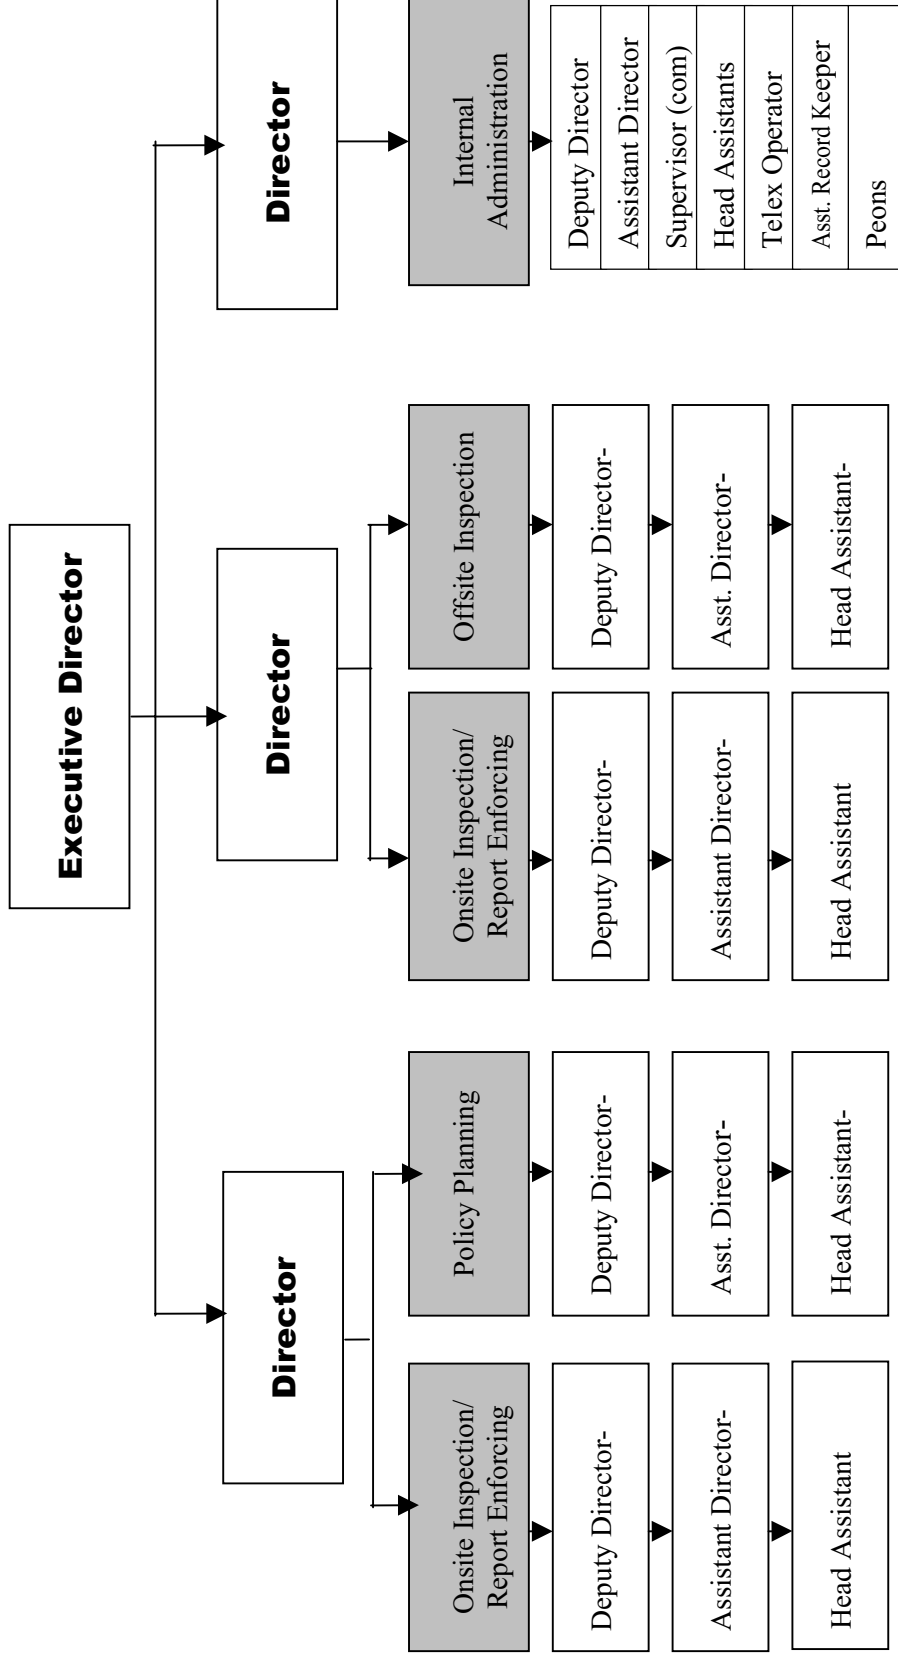 Executive Director
Director
Director
Director
Onsite Inspection/
Report Enforcing
Policy Planning
Onsite Inspection/
Report Enforcing
Offsite Inspection
Internal
Administration
Deputy Director-
Deputy Director-
Deputy Director-
Deputy Director-
Assistant Director-
Asst. Director-
Assistant Director-
Asst. Director-
Head Assistant
Head Assistant-
Head Assistant
Head Assistant-
Deputy Director
Assistant Director
Supervisor (com)
Head Assistants
Telex Operator
Asst. Record Keeper
Peons